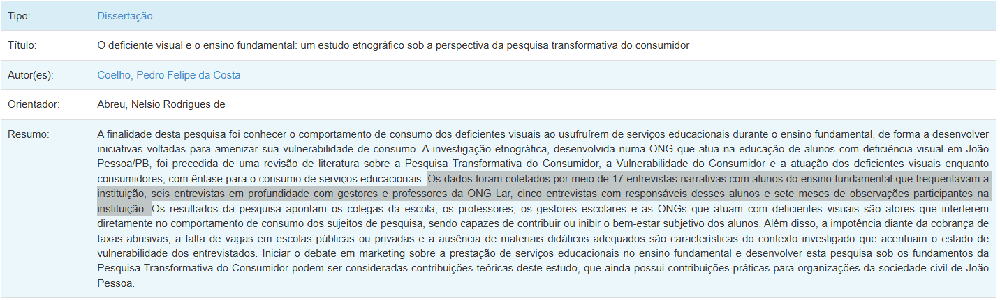 Tipo: Dissertação
Título: O deficiente visual e o ensino fundamental: um estudo etnográfico sob a perspectiva da pesquisa transformativa do consumidor
Autor(es): Coelho, Pedro Felipe da Costa
Orientador: Abreu, Nelsio Rodrigues de
Resumo: A finalidade desta pesquisa foi conhecer o comportamento de consumo dos deficientes visuais ao usufruírem de serviços educacionais durante o ensino fundamental, de forma a desenvolver
iniciativas voltadas para amenizar sua vulnerabilidade de consumo. A investigação etnográfica, desenvolvida numa ONG que atua na educação de alunos com deficiência visual em João
Pessoa/PB, foi precedida de uma revisão de literatura sobre a Pesquisa Transformativa do Consumidor, a Vulnerabilidade do Consumidor e a atuação dos deficientes visuais enquanto
consumidores, com ênfase para o consumo de serviços educacionais. Os dados foram coletados por meio de 17 entrevistas narrativas com alunos do ensino fundamental que frequentavam a
instituição, seis entrevistas em profundidade com gestores e professores da ONG Lar, cinco entrevistas com responsáveis desses alunos e sete meses de observações participantes na
instituição. Os resultados da pesquisa apontam os colegas da escola, os professores, os gestores escolares e as ONGs que atuam com deficientes visuais são atores que interferem
diretamente no comportamento de consumo dos sujeitos de pesquisa, sendo capazes de contribuir ou inibir o bem-estar subjetivo dos alunos. Além disso, a impotência diante da cobrança de
taxas abusivas, a falta de vagas em escolas públicas ou privadas e a ausência de materiais didáticos adequados são características do contexto investigado que acentuam o estado de
vulnerabilidade dos entrevistados. Iniciar o debate em marketing sobre a prestação de serviços educacionais no ensino fundamental e desenvolver esta pesquisa sob os fundamentos da
Pesquisa Transformativa do Consumidor podem ser consideradas contribuições teóricas deste estudo, que ainda possui contribuições práticas para organizações da sociedade civil de João
Pessoa.